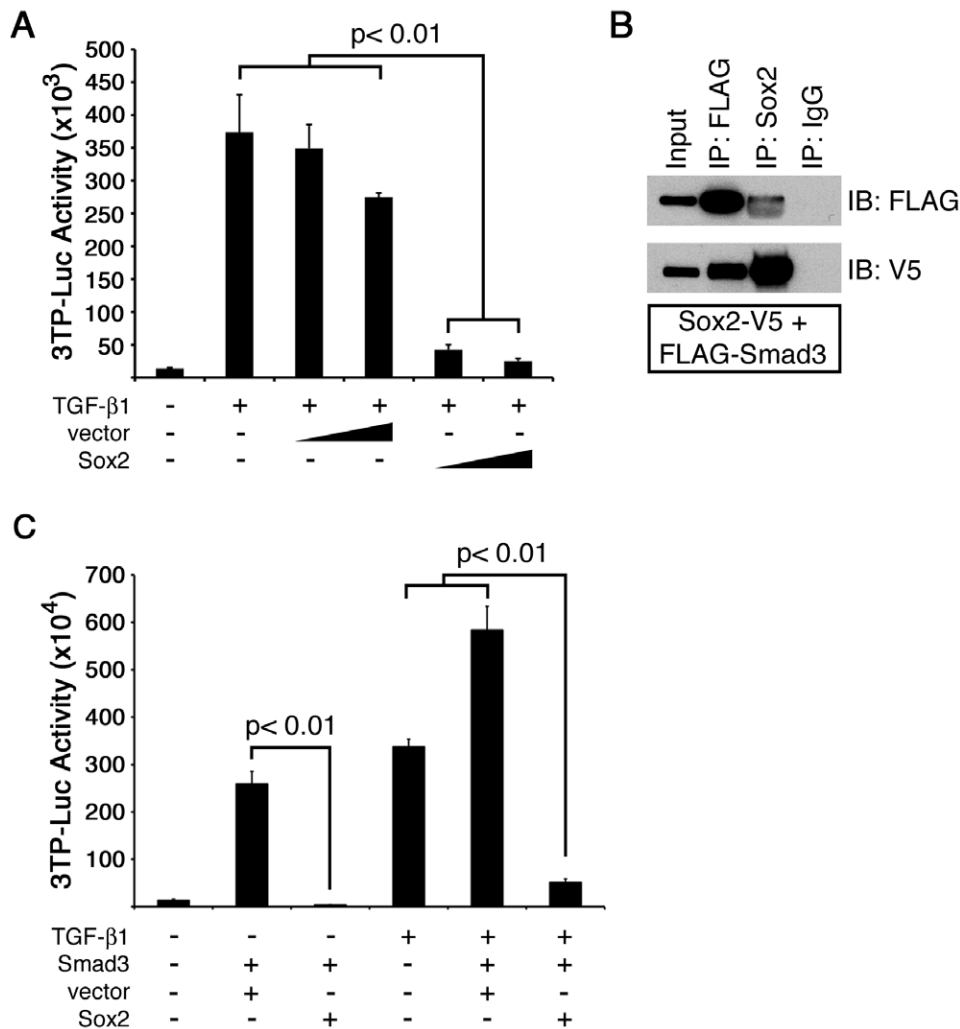 A
3TP-Luc Activity (x10³)
500
450
400
350
300
250
200
150
100
50
p< 0.01
TGF-β1 - + + + + +
vector - - - -
Sox2 - - - -
B
Input
IP: FLAG
IP: Sox2
IP: IgG
IB: FLAG
IB: V5
Sox2-V5 +
FLAG-Smad3
C
3TP-Luc Activity (x10⁴)
700
600
500
400
300
200
100
p< 0.01
p< 0.01
TGF-β1 - - - + + +
Smad3 - + + - + +
vector - + - - + -
Sox2 - - + - - +